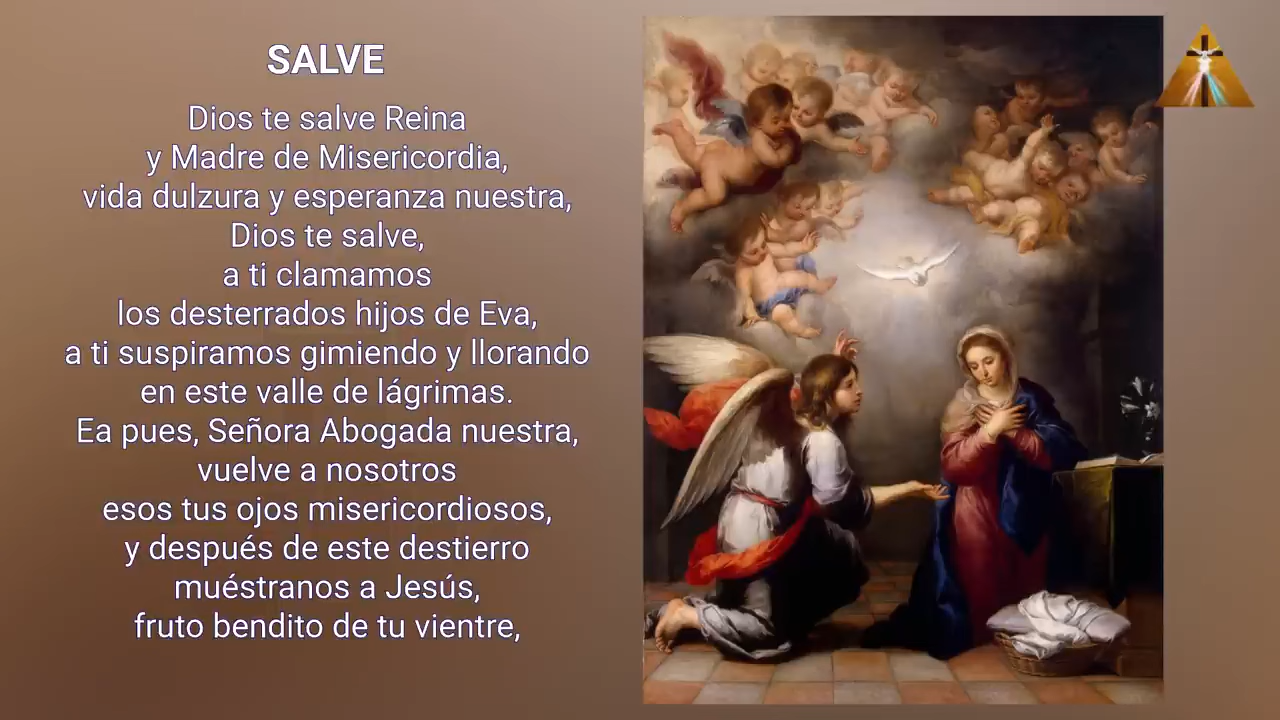 SALVE
Dios te salve Reina
y Madre de Misericordia,
vida dulzura y esperanza nuestra,
Dios te salve,
a ti clamamos
los desterrados hijos de Eva,
a ti suspiramos gimiendo y llorando
en este valle de lágrimas.
Ea pues, Señora Abogada nuestra,
vuelve a nosotros
esos tus ojos misericordiosos,
y después de este destierro
muéstranos a Jesús,
fruto bendito de tu vientre,